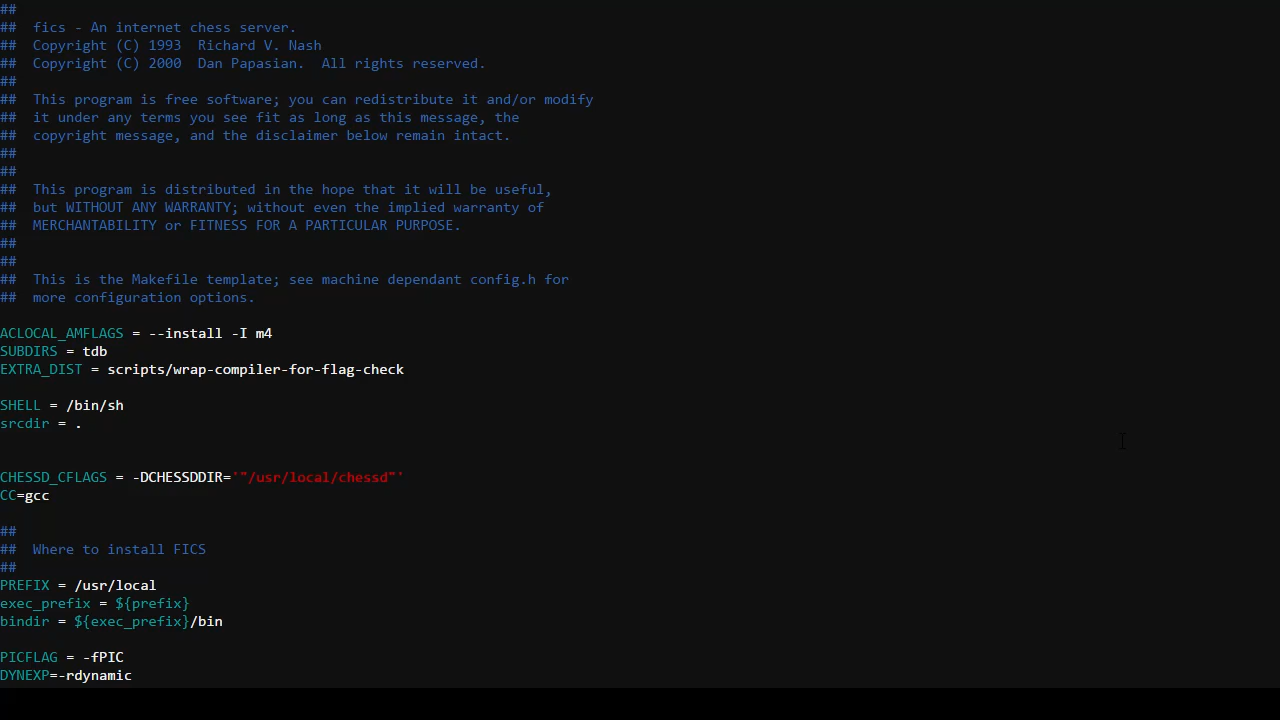 ##
##  fics - An internet chess server.
##  Copyright (C) 1993  Richard V. Nash
##  Copyright (C) 2000  Dan Papasian.  All rights reserved.
##
##  This program is free software; you can redistribute it and/or modify
##  it under any terms you see fit as long as this message, the
##  copyright message, and the disclaimer below remain intact.
##
##
##  This program is distributed in the hope that it will be useful,
##  but WITHOUT ANY WARRANTY; without even the implied warranty of
##  MERCHANTABILITY or FITNESS FOR A PARTICULAR PURPOSE.
##
##
##  This is the Makefile template; see machine dependant config.h for
##  more configuration options.

ACLOCAL_AMFLAGS = --install -I m4
SUBDIRS = tdb
EXTRA_DIST = scripts/wrap-compiler-for-flag-check

SHELL = /bin/sh
srcdir = .


CHESSD_CFLAGS = -DCHESSDDIR='"/usr/local/chessd"'
CC=gcc

##
##  Where to install FICS
##
PREFIX = /usr/local
exec_prefix = ${prefix}
bindir = ${exec_prefix}/bin

PICFLAG = -fPIC
DYNEXP=-rdynamic